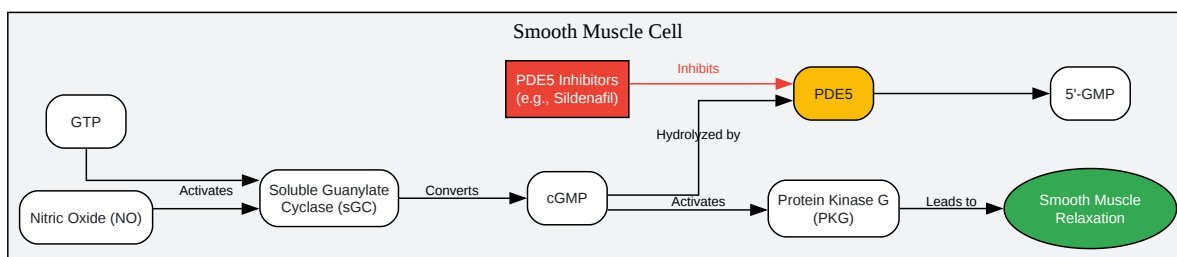 Smooth Muscle Cell
PDE5 Inhibitors
(e.g., Sildenafil)
Inhibits
PDE5
5'-GMP
GTP
Hydrolyzed by
Nitric Oxide (NO)
Activates
Soluble Guanylate
Cyclase (sGC)
Converts
cGMP
Activates
Protein Kinase G
(PKG)
Leads to
Smooth Muscle
Relaxation